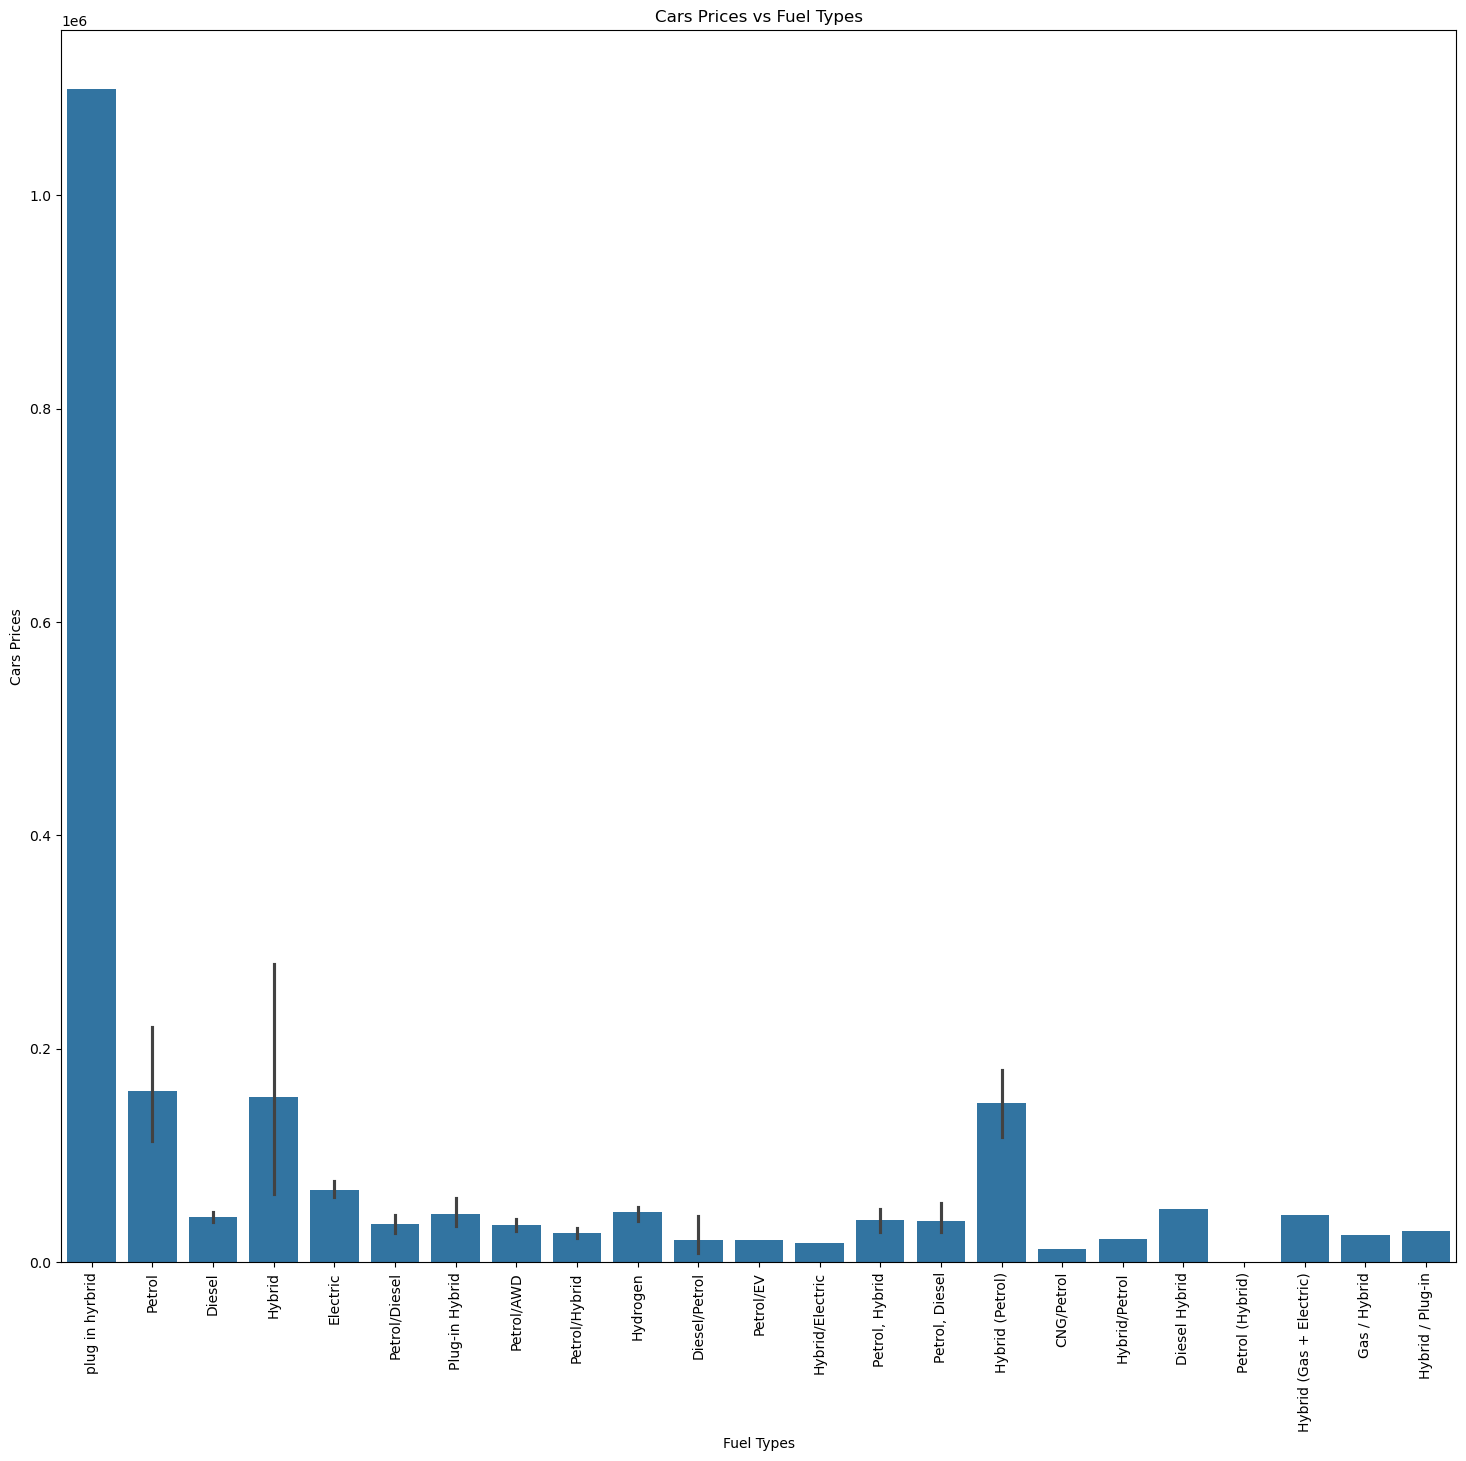 Cars Prices vs Fuel Types
1e6
1.0
0.8
0.6
0.4
0.2
0.0
Cars Prices
plug in hyrbrid
Petrol
Diesel
Hybrid
Electric
Petrol/Diesel
Plug-in Hybrid
Petrol/AWD
Petrol/Hybrid
Hydrogen
Diesel/Petrol
Petrol/EV
Hybrid/Electric
Petrol, Hybrid
Petrol, Diesel
Hybrid (Petrol)
CNG/Petrol
Hybrid/Petrol
Diesel Hybrid
Petrol (Hybrid)
Hybrid (Gas + Electric)
Gas / Hybrid
Hybrid / Plug-in
Fuel Types